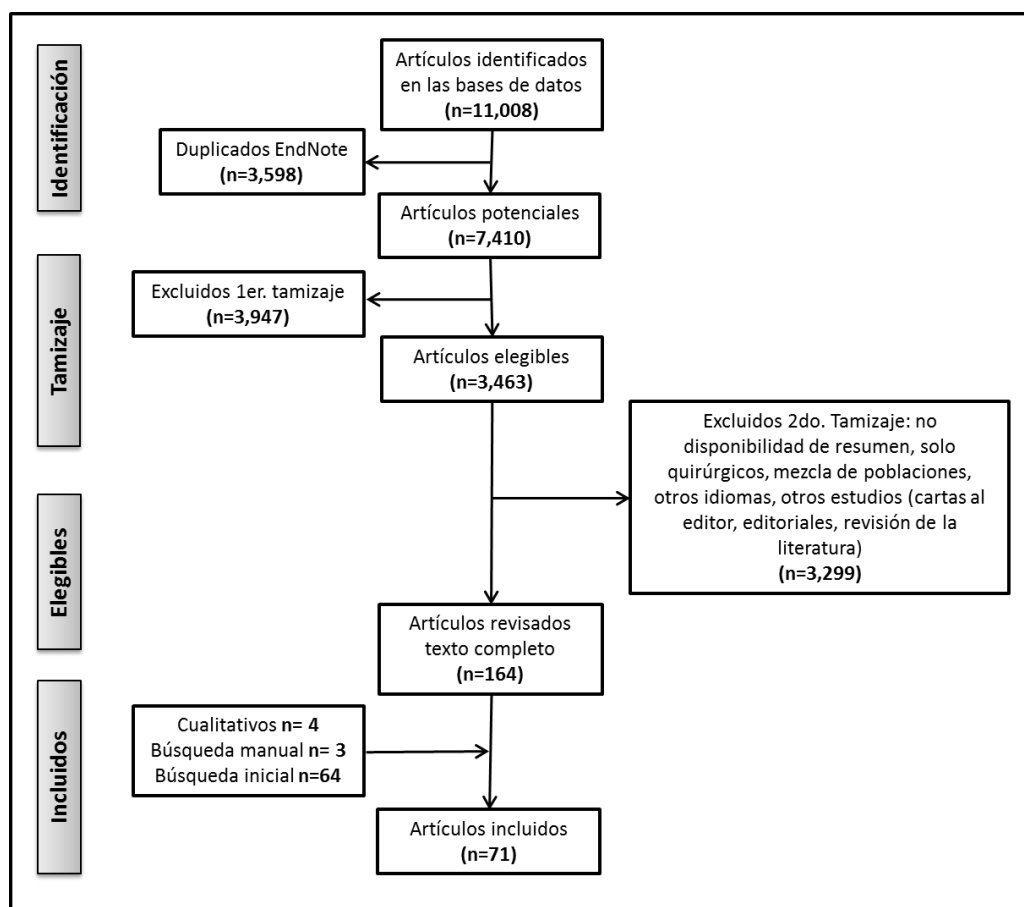 Identificación
Artículos identificados
en las bases de datos
(n=11,008)
Duplicados EndNote
(n=3,598)
Artículos potenciales
(n=7,410)
Tamizaje
Excluidos 1er. tamizaje
(n=3,947)
Artículos elegibles
(n=3,463)
Excluidos 2do. Tamizaje: no
disponibilidad de resumen, solo
quirúrgicos, mezcla de poblaciones,
otros idiomas, otros estudios (cartas al
editor, editoriales, revisión de la
literatura)
(n=3,299)
Elegibles
Artículos revisados
texto completo
(n=164)
Incluidos
Cualitativos n= 4
Búsqueda manual n= 3
Búsqueda inicial n=64
Artículos incluidos
(n=71)